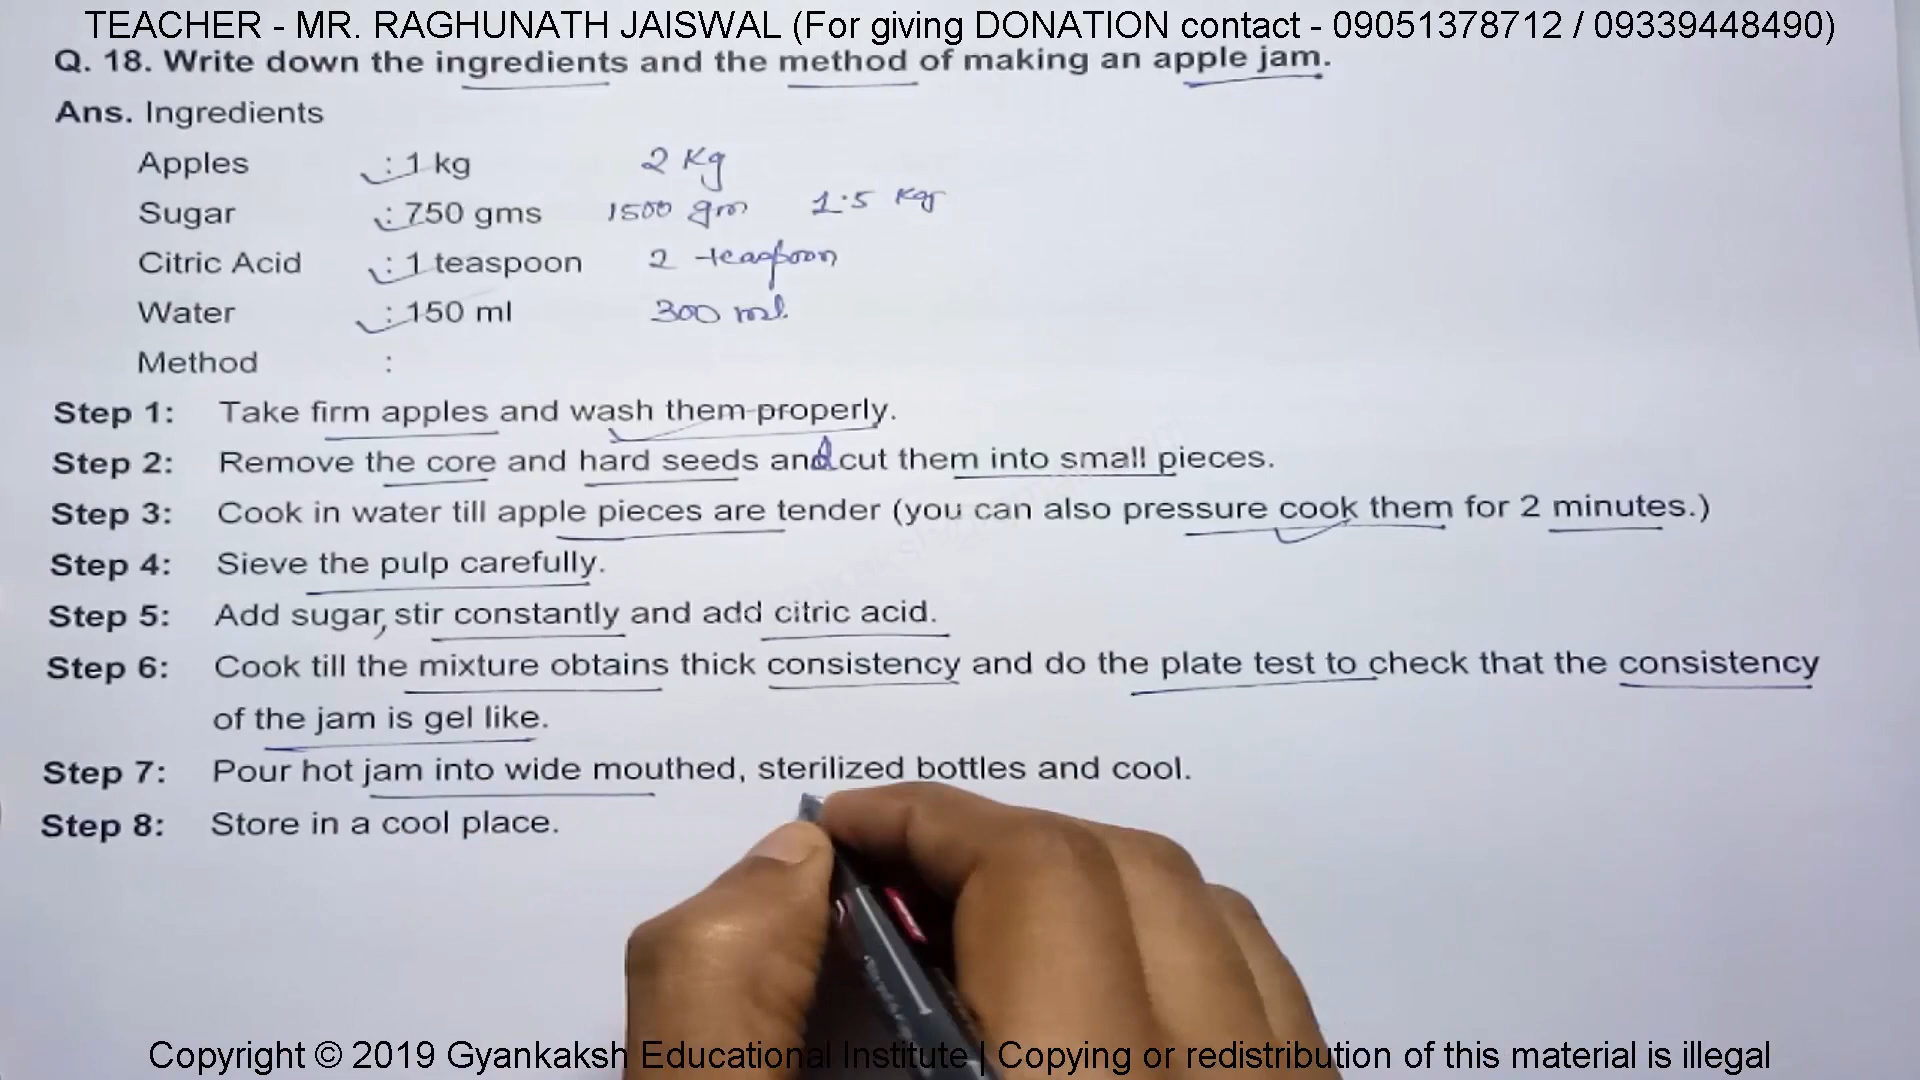 TEACHER - MR. RAGHUNATH JAISWAL (For giving DONATION contact - 09051378712 / 09339448490)
Q. 18. Write down the ingredients and the method of making an apple jam.
Ans. Ingredients
Apples : 1 kg 2 Kg
Sugar : 750 gms 1500 gm 1.5 Kg
Citric Acid : 1 teaspoon 2 teaspoon
Water : 150 ml 300 ml
Method :
Step 1: Take firm apples and wash them properly.
Step 2: Remove the core and hard seeds and cut them into small pieces.
Step 3: Cook in water till apple pieces are tender (you can also pressure cook them for 2 minutes.)
Step 4: Sieve the pulp carefully.
Step 5: Add sugar, stir constantly and add citric acid.
Step 6: Cook till the mixture obtains thick consistency and do the plate test to check that the consistency
of the jam is gel like.
Step 7: Pour hot jam into wide mouthed, sterilized bottles and cool.
Step 8: Store in a cool place.
Copyright © 2019 Gyankaksh Educational Institute | Copying or redistribution of this material is illegal